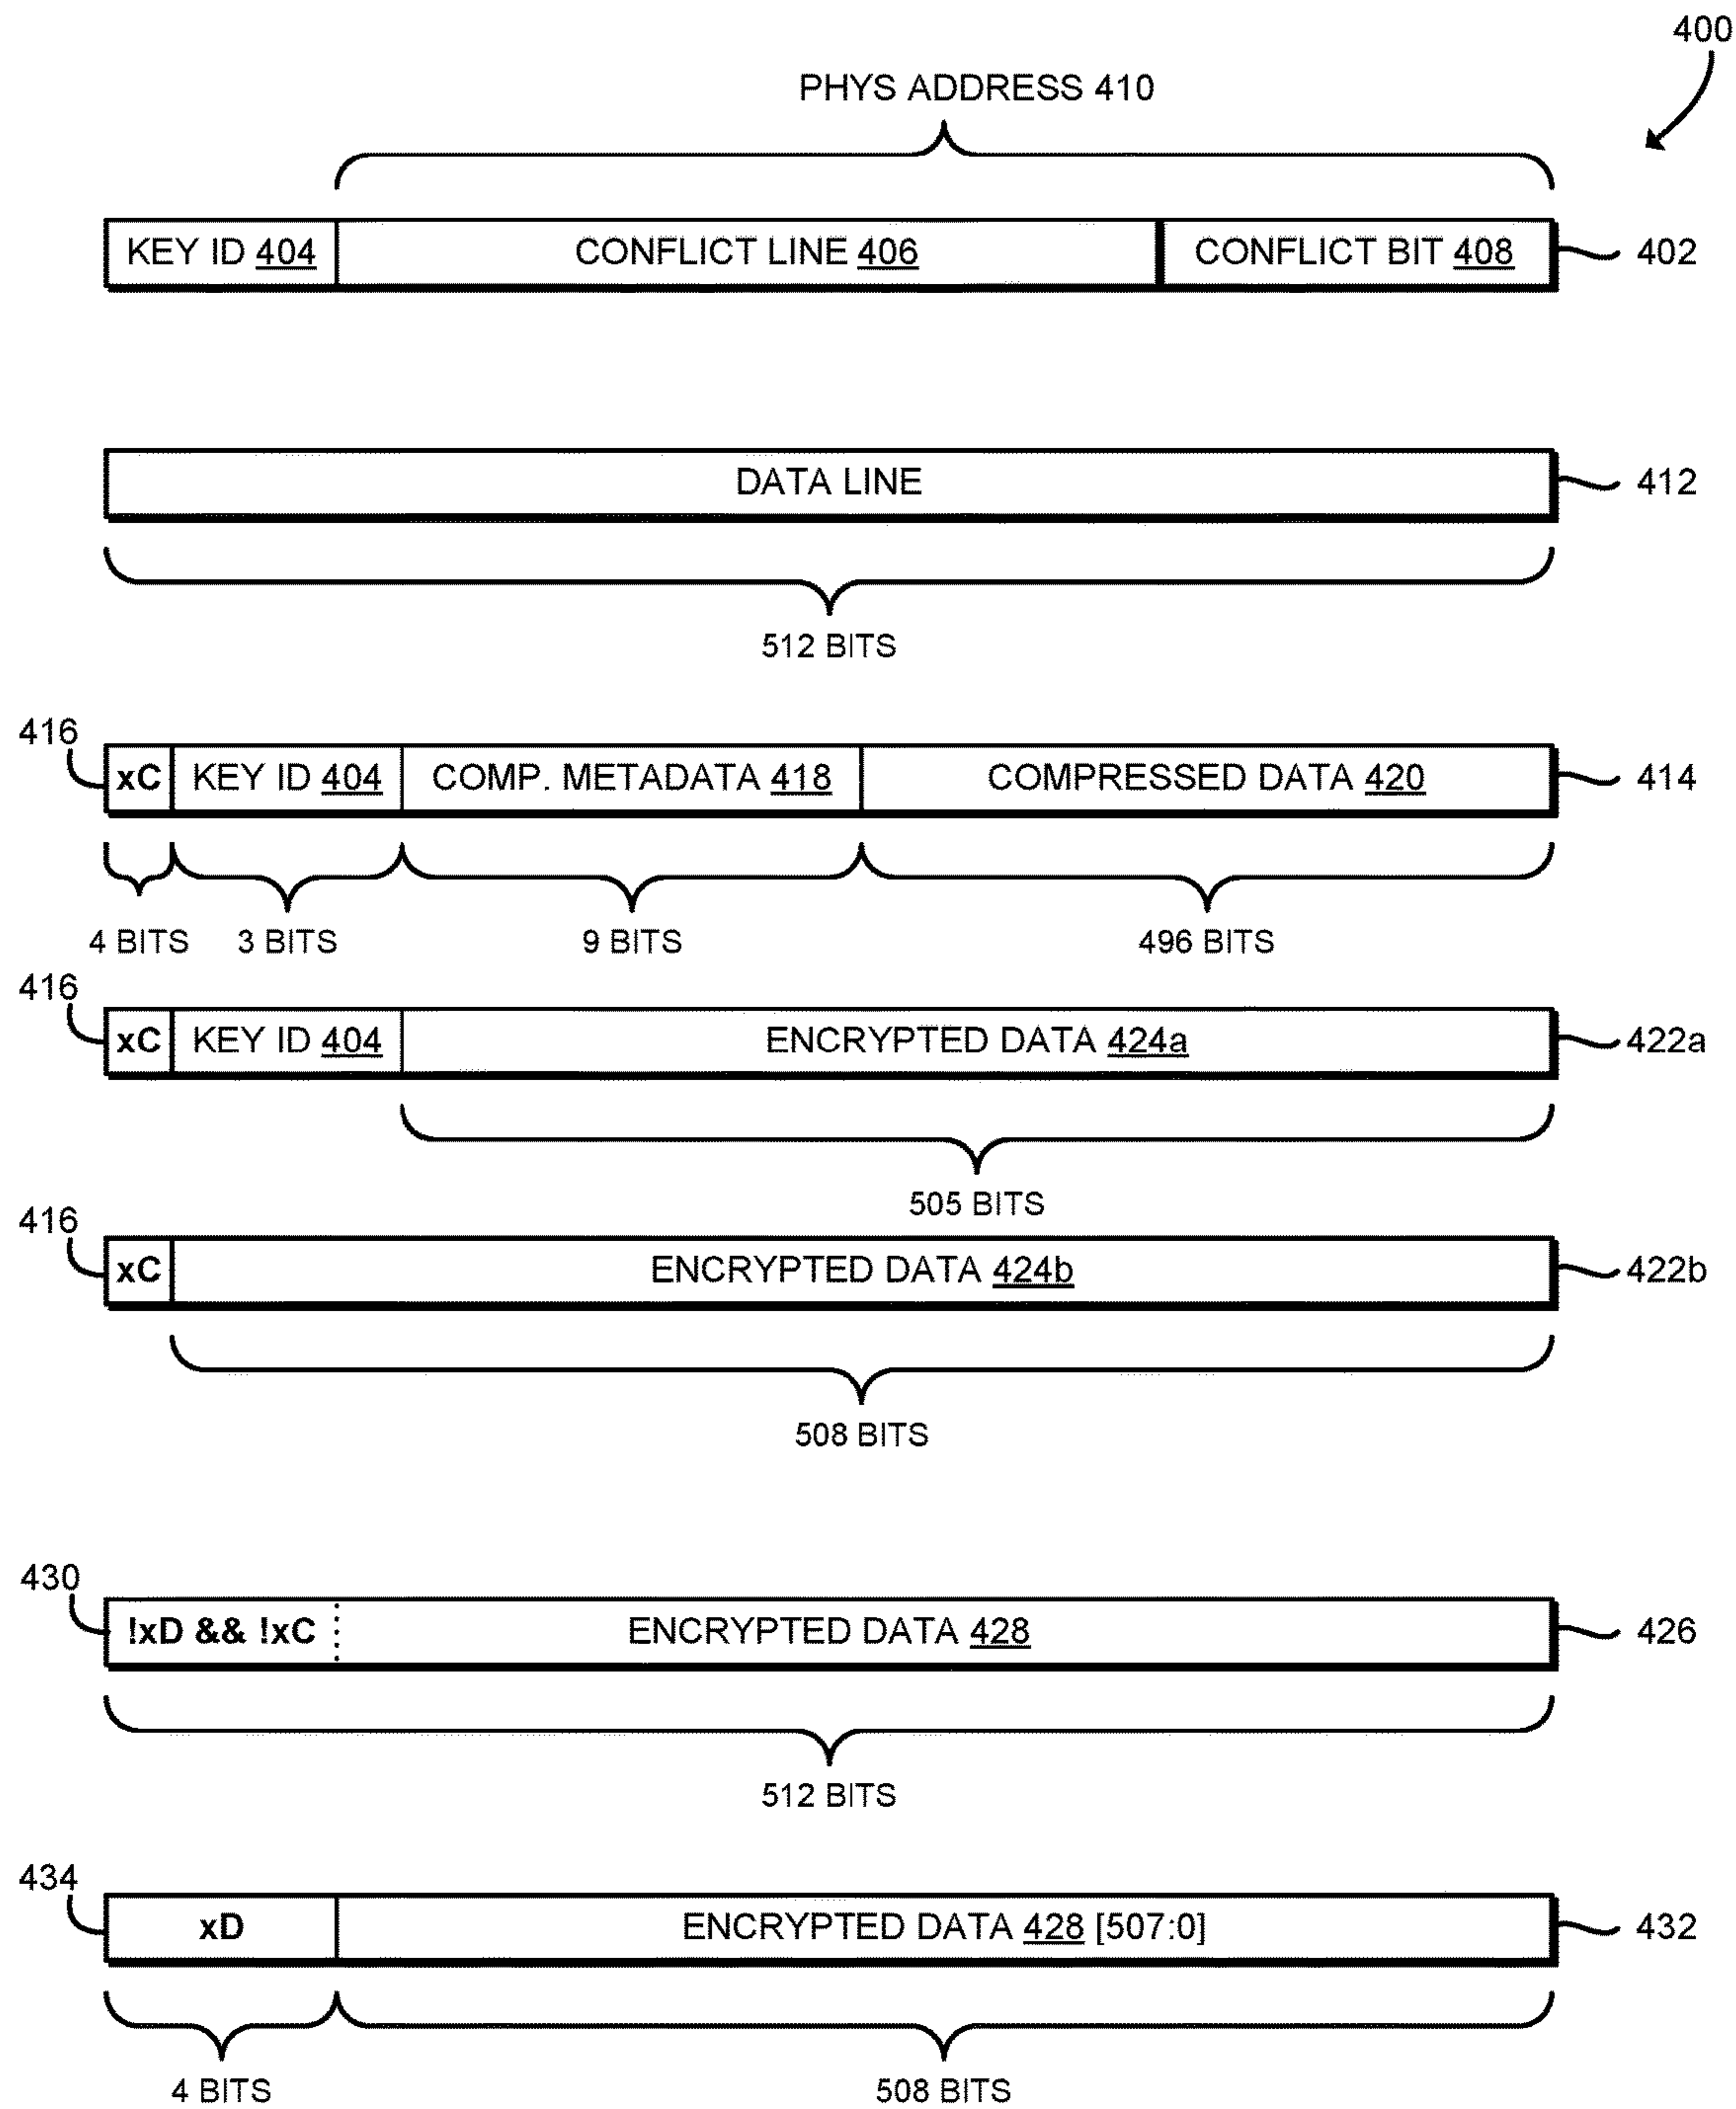 400
PHYS ADDRESS 410
KEY ID 404 CONFLICT LINE 406 CONFLICT BIT 408 402
DATA LINE 412
512 BITS
416
xC KEY ID 404 COMP. METADATA 418 COMPRESSED DATA 420 414
4 BITS 3 BITS 9 BITS 496 BITS
416
xC KEY ID 404 ENCRYPTED DATA 424a 422a
505 BITS
416
xC ENCRYPTED DATA 424b 422b
508 BITS
430
!xD && !xC ENCRYPTED DATA 428 426
512 BITS
434
xD ENCRYPTED DATA 428 [507:0] 432
4 BITS 508 BITS